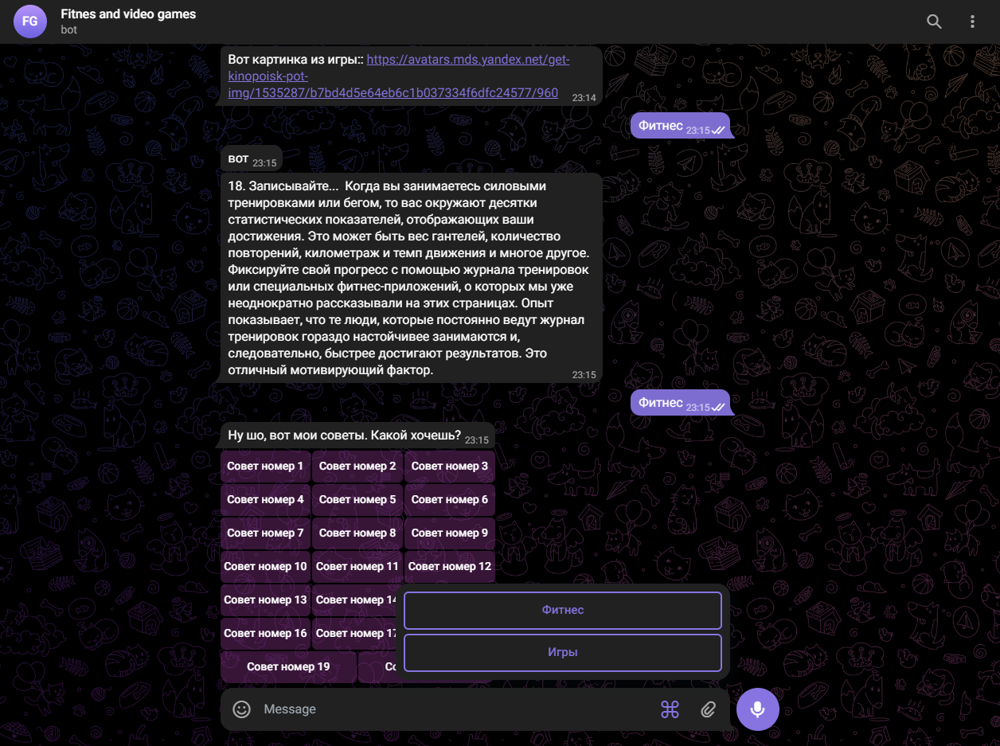 FG
Fitnes and video games
bot
Вот картинка из игры:: https://avatars.mds.yandex.net/get-
kinopoisk-pot-
img/1535287/b7bd4d5e64eb6c1b037334f6dfc24577/960 23:14
Фитнес 23:15
вот 23:15
18. Записывайте... Когда вы занимаетесь силовыми
тренировками или бегом, то вас окружают десятки
статистических показателей, отображающих ваши
достижения. Это может быть вес гантелей, количество
повторений, километраж и темп движения и многое другое.
Фиксируйте свой прогресс с помощью журнала тренировок
или специальных фитнес-приложений, о которых мы уже
неоднократно рассказывали на этих страницах. Опыт
показывает, что те люди, которые постоянно ведут журнал
тренировок гораздо настойчивее занимаются и,
следовательно, быстрее достигают результатов. Это
отличный мотивирующий фактор. 23:15
Фитнес 23:15
Ну шо, вот мои советы. Какой хочешь? 23:15
Совет номер 1 Совет номер 2 Совет номер 3
Совет номер 4 Совет номер 5 Совет номер 6
Совет номер 7 Совет номер 8 Совет номер 9
Совет номер 10 Совет номер 11 Совет номер 12
Совет номер 13 Совет номер 14
Совет номер 16 Совет номер 17
Совет номер 19
Фитнес
Игры
Message